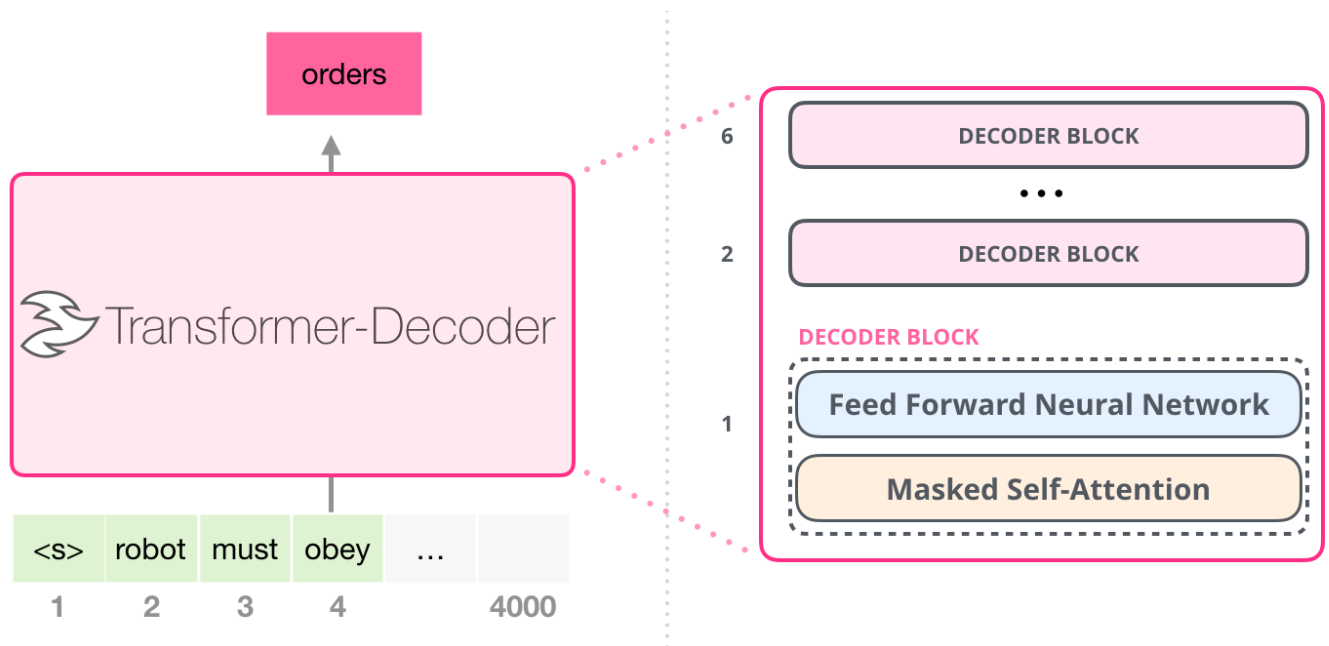 orders
Transformer-Decoder
<s> robot must obey ...
1 2 3 4 4000
6 DECODER BLOCK
...
2 DECODER BLOCK
DECODER BLOCK
1
Feed Forward Neural Network
Masked Self-Attention